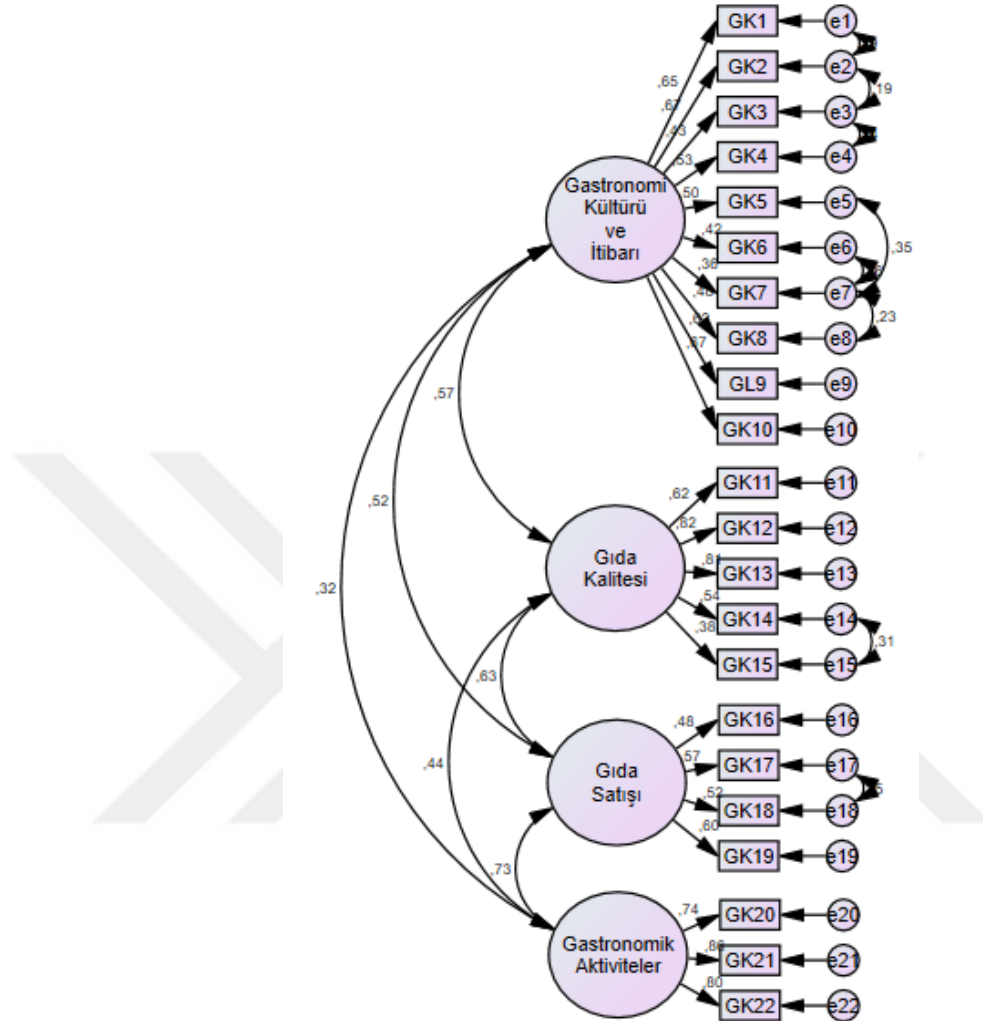 GK1 e1
GK2 e2
,65
,19
,67
GK3 e3
,43
GK4 e4
,53
Gastronomi
Kültürü
ve
İtibarı
,50
GK5 e5
,42
GK6 e6
,35
,36
GK7 e7
,48
,23
GK8 e8
GL9 e9
,57
GK10 e10
GK11 e11
,62
,52
,82
GK12 e12
Gıda
Kalitesi
,81
GK13 e13
,32
,54
GK14 e14
,38
,31
GK15 e15
,63
,48
GK16 e16
,44
,57
GK17 e17
Gıda
Satışı
,52
GK18 e18
,60
GK19 e19
,73
,74
GK20 e20
Gastronomik
Aktiviteler
GK21 e21
,80
GK22 e22